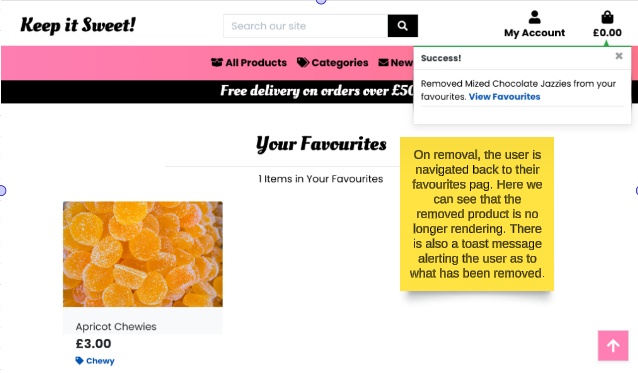 Keep it Sweet!
Search our site
My Account
£0.00
All Products
Categories
New
Success!
×
Removed Mized Chocolate Jazzies from your
favourites. View Favourites
Free delivery on orders over £50
Your Favourites
1 Items in Your Favourites
On removal, the user is
navigated back to their
favourites pag. Here we
can see that the
removed product is no
longer rendering. There
is also a toast message
alerting the user as to
what has been removed.
Apricot Chewies
£3.00
Chewy